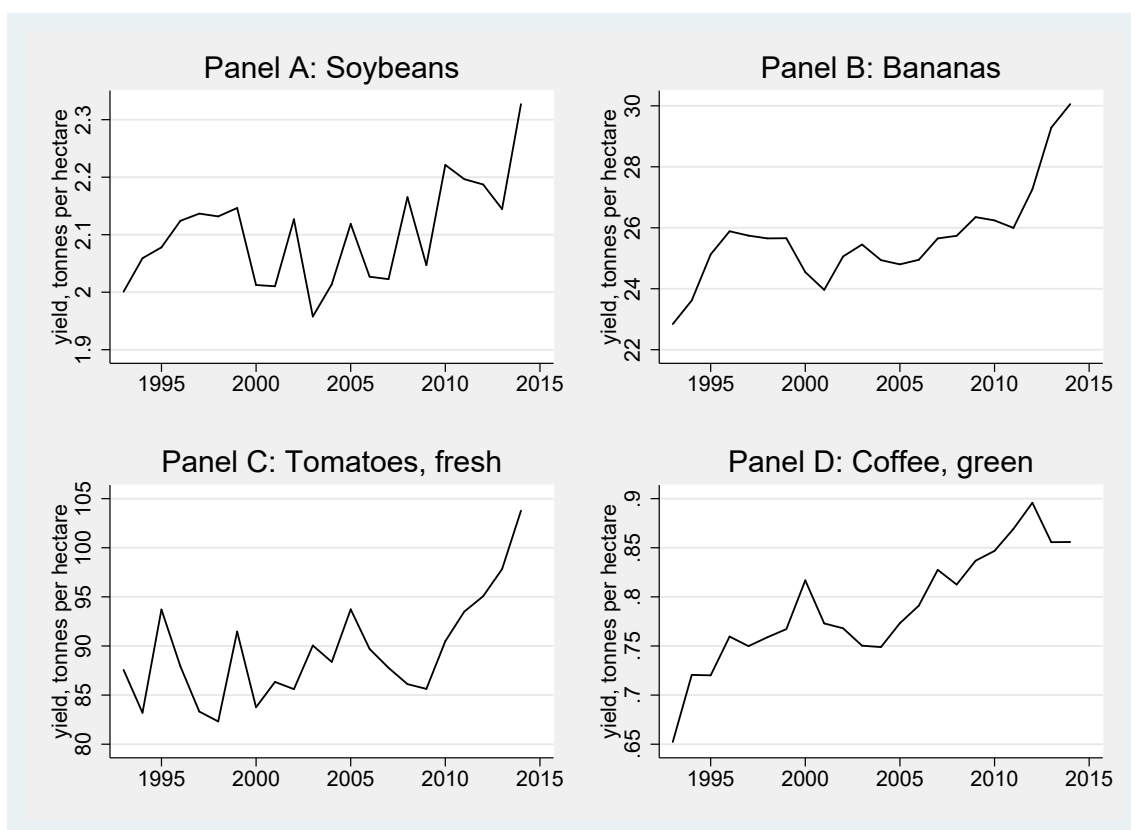 Panel A: Soybeans
yield, tonnes per hectare
2.3
2.2
2.1
2
1.9
1995 2000 2005 2010 2015
Panel B: Bananas
yield, tonnes per hectare
30
28
26
24
22
1995 2000 2005 2010 2015
Panel C: Tomatoes, fresh
yield, tonnes per hectare
105
100
95
90
85
80
1995 2000 2005 2010 2015
Panel D: Coffee, green
yield, tonnes per hectare
.9
.85
.8
.75
.7
.65
1995 2000 2005 2010 2015